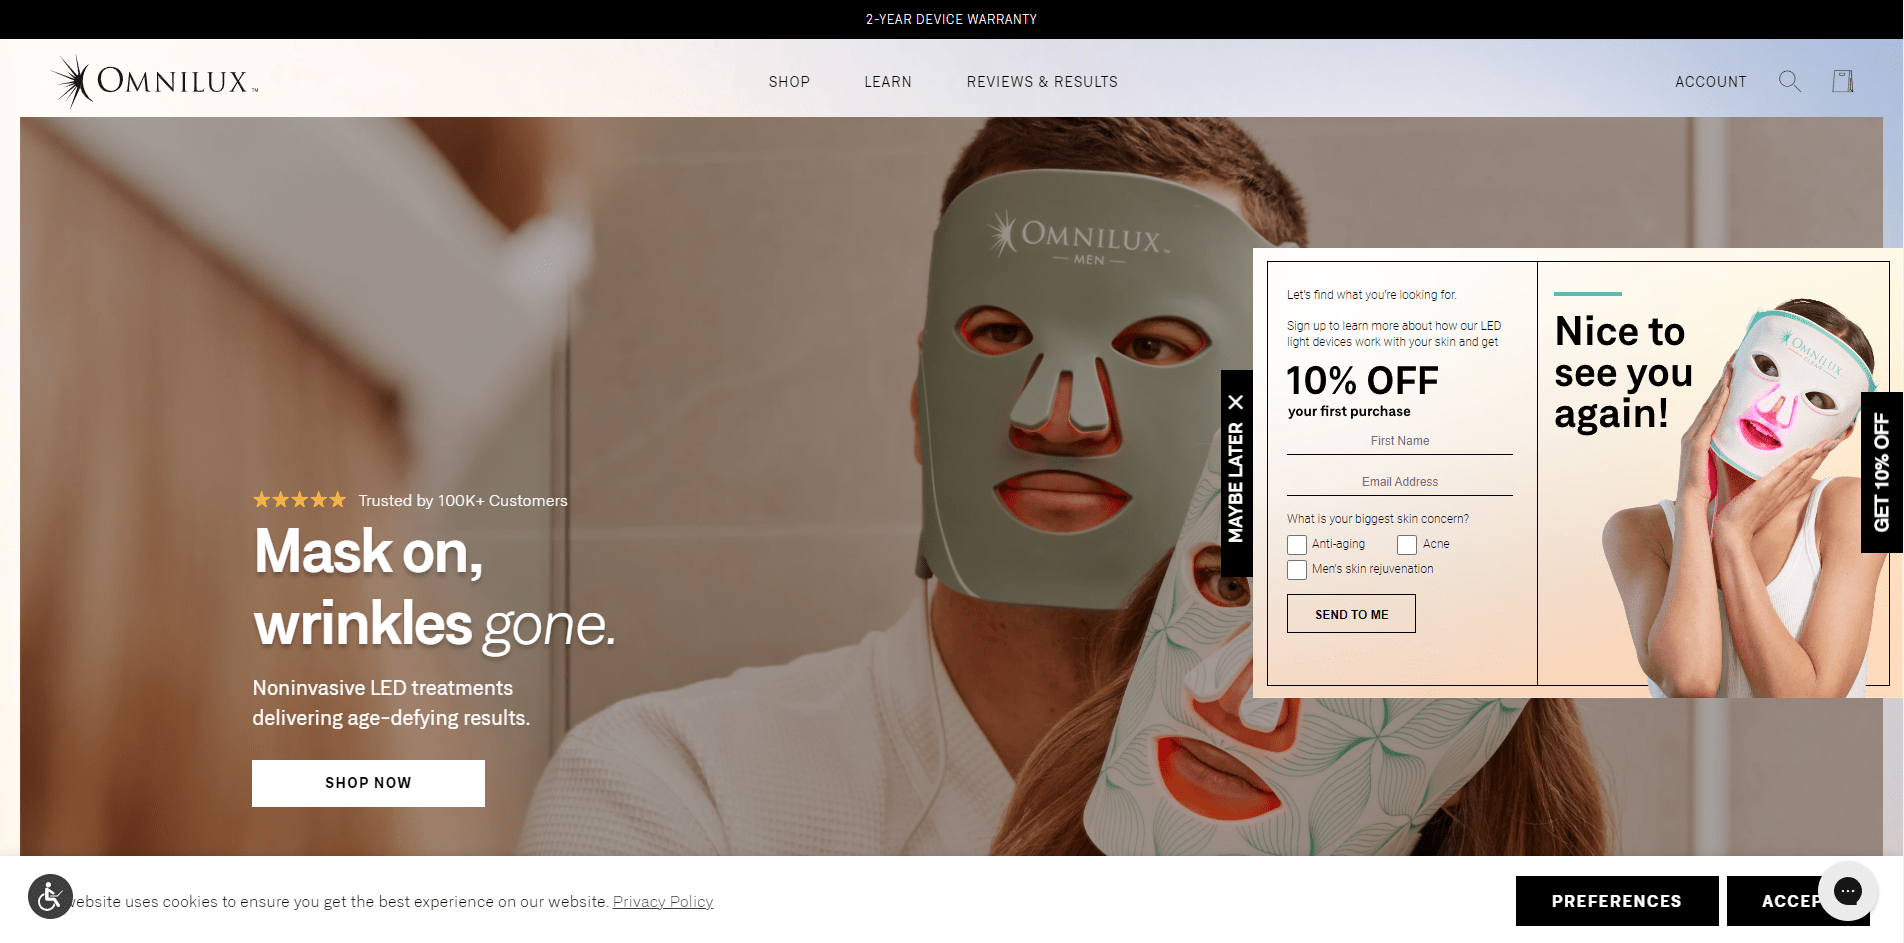 2-YEAR DEVICE WARRANTY
OMNILUX™
SHOP
LEARN
REVIEWS & RESULTS
ACCOUNT
OMNILUX™
— MEN —
★★★★★ Trusted by 100K+ Customers
Mask on,
wrinkles gone.
Noninvasive LED treatments
delivering age-defying results.
SHOP NOW
MAYBE LATER ✕
Let's find what you're looking for.
Sign up to learn more about how our LED
light devices work with your skin and get
10% OFF
your first purchase
First Name
Email Address
What is your biggest skin concern?
Anti-aging
Acne
Men's skin rejuvenation
SEND TO ME
Nice to
see you
again!
OMNILUX
CLEAR
GET 10% OFF
website uses cookies to ensure you get the best experience on our website. Privacy Policy
PREFERENCES